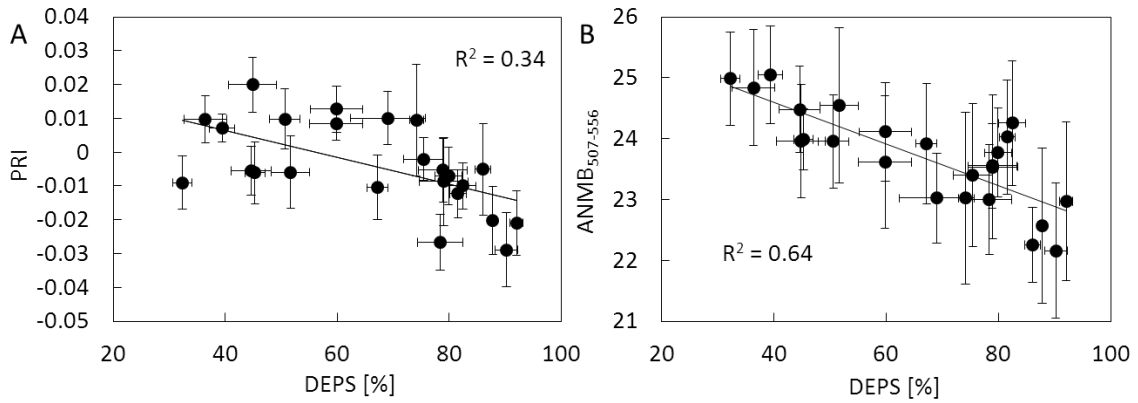 A
0.04
0.03
0.02
0.01
0
-0.01
-0.02
-0.03
-0.04
-0.05
PRI
R² = 0.34
20 40 60 80 100
DEPS [%]
B
26
25
24
23
22
21
ANMB₅₀₇₋₅₅₆
R² = 0.64
20 40 60 80 100
DEPS [%]